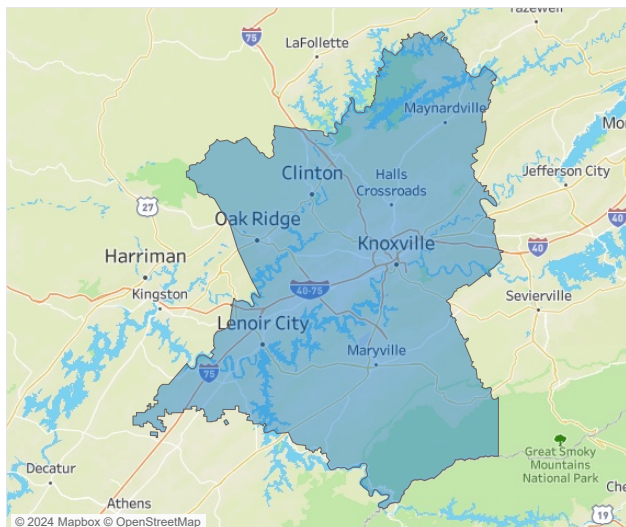 Tazewell
75
LaFollette
Maynardville
Mor
Clinton
Halls
Crossroads
Jefferson City
27
Oak Ridge
40
Knoxville
40
Harriman
40-75
Kingston
Sevierville
Lenoir City
Maryville
75
Great Smoky
Mountains
National Park
Decatur
Athens
Che
19
© 2024 Mapbox © OpenStreetMap